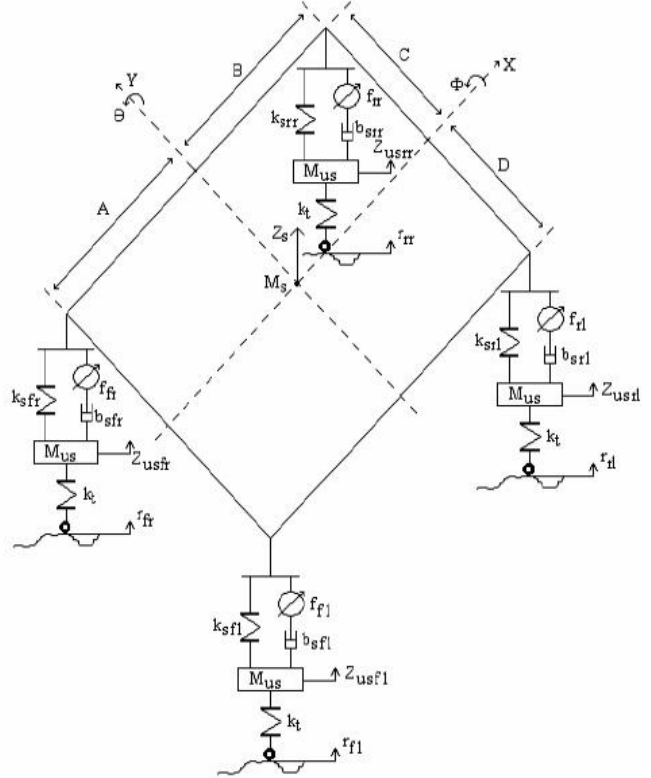 B
C
Y
θ
Φ
X
k_srr
f_rr
b_srr
Z_usrr
M_us
D
A
k_t
Z_s
r_rr
M_s
k_sfr
f_fr
b_sfr
Z_usfr
M_us
k_t
r_fr
k_srl
f_rl
b_srl
Z_usrl
M_us
k_t
r_rl
k_sfl
f_fl
b_sfl
Z_usfl
M_us
k_t
r_fl